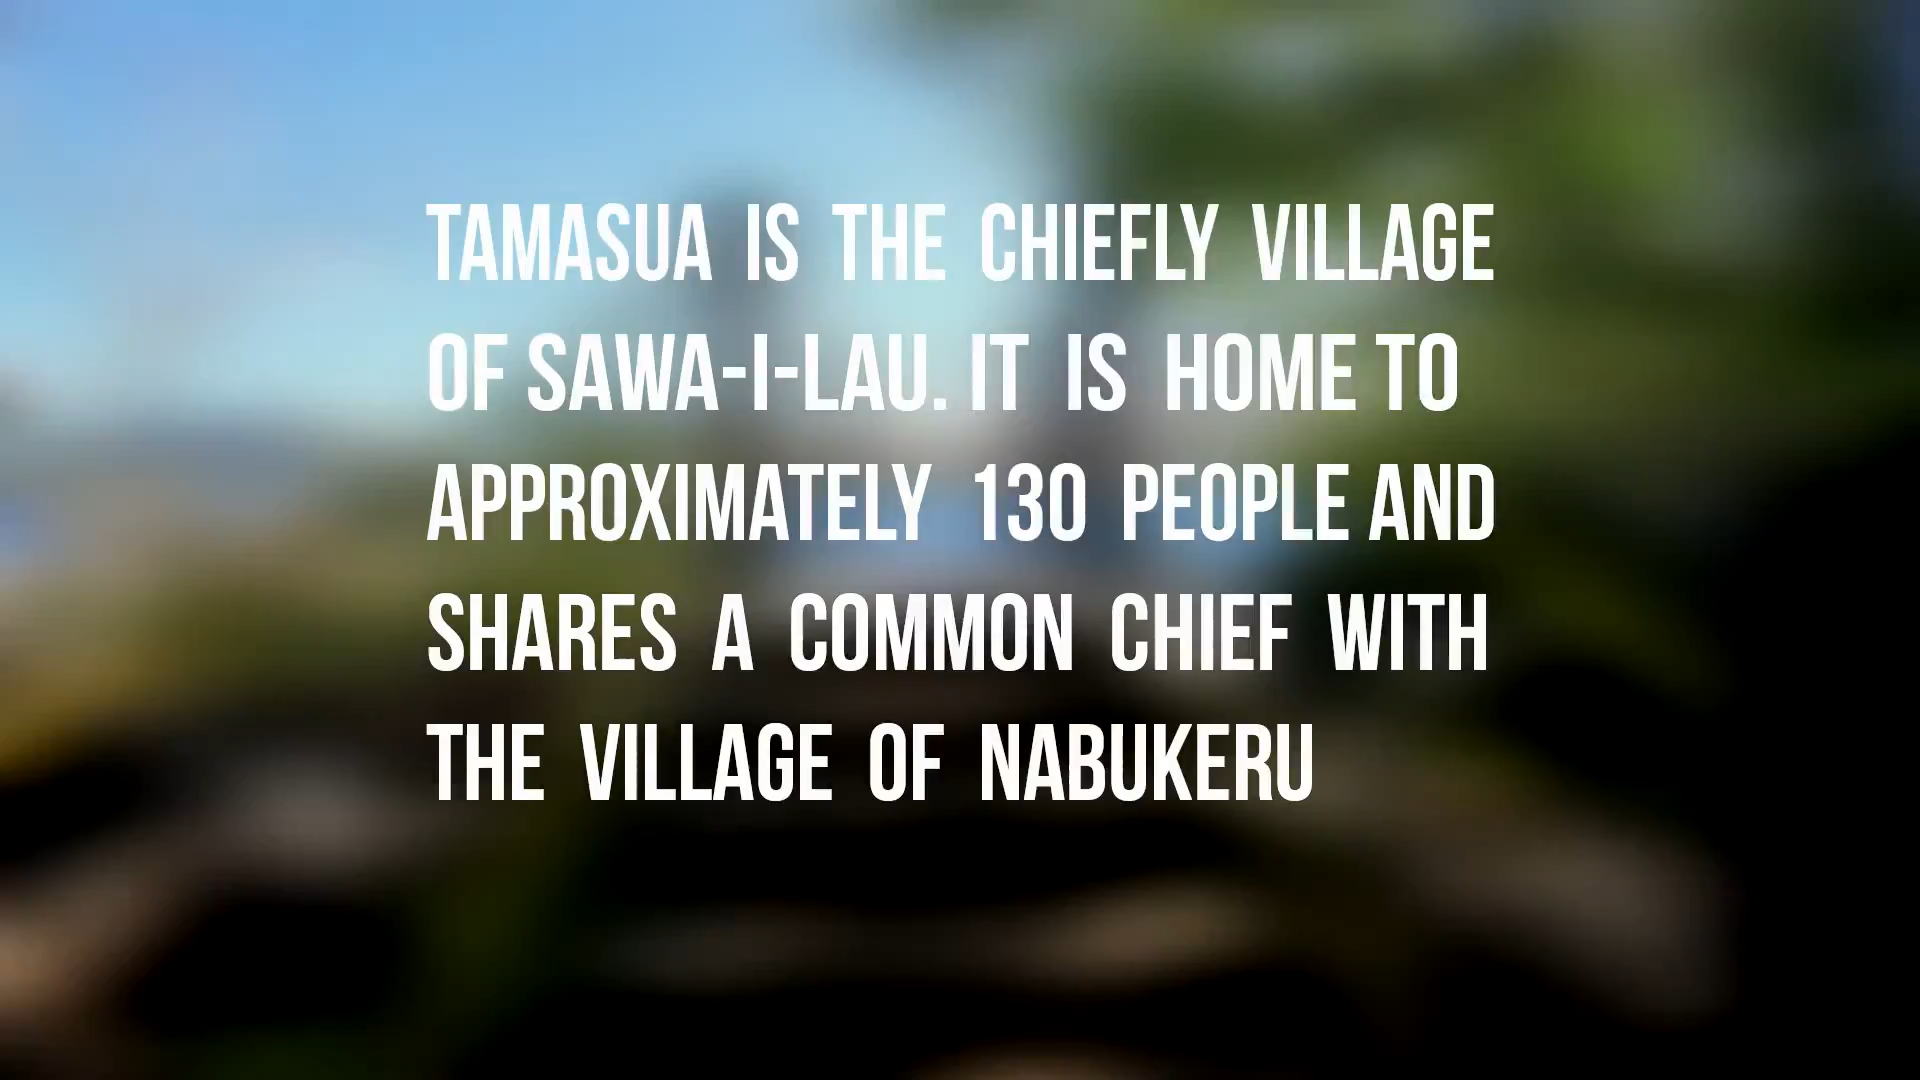 TAMASUA IS THE CHIEFLY VILLAGE
OF SAWA-I-LAU. IT IS HOME TO
APPROXIMATELY 130 PEOPLE AND
SHARES A COMMON CHIEF WITH
THE VILLAGE OF NABUKERU